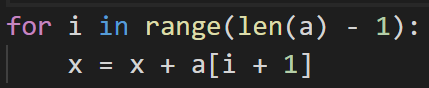 for i in range(len(a) - 1):
    x = x + a[i + 1]